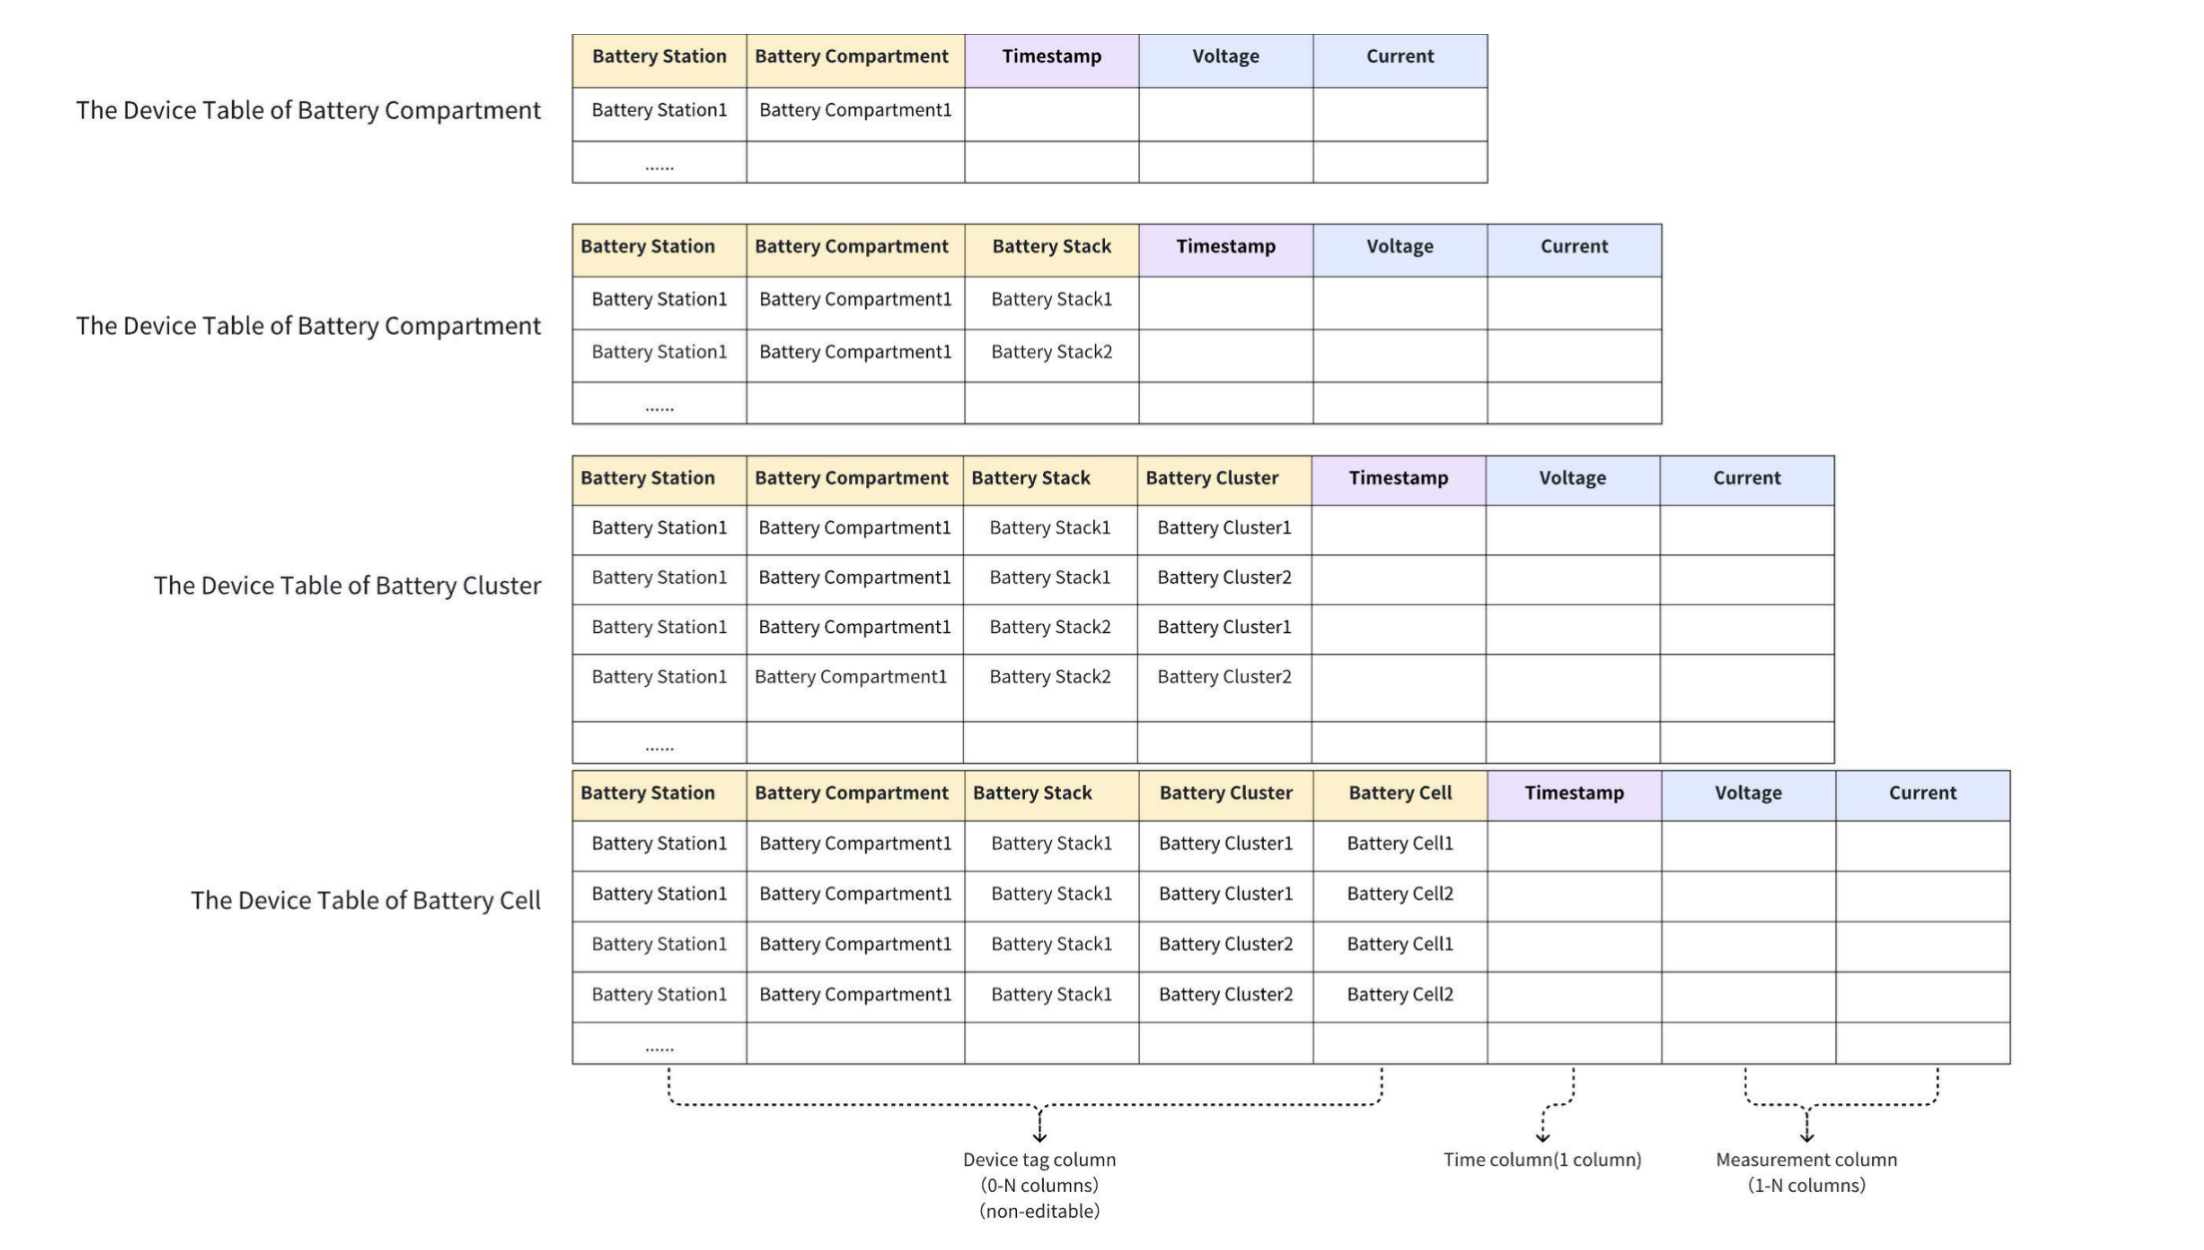 Battery Station Battery Compartment Timestamp Voltage Current
The Device Table of Battery Compartment
Battery Station1 Battery Compartment1
......
Battery Station Battery Compartment Battery Stack Timestamp Voltage Current
Battery Station1 Battery Compartment1 Battery Stack1
The Device Table of Battery Compartment
Battery Station1 Battery Compartment1 Battery Stack2
......
Battery Station Battery Compartment Battery Stack Battery Cluster Timestamp Voltage Current
Battery Station1 Battery Compartment1 Battery Stack1 Battery Cluster1
Battery Station1 Battery Compartment1 Battery Stack1 Battery Cluster2
The Device Table of Battery Cluster
Battery Station1 Battery Compartment1 Battery Stack2 Battery Cluster1
Battery Station1 Battery Compartment1 Battery Stack2 Battery Cluster2
......
Battery Station Battery Compartment Battery Stack Battery Cluster Battery Cell Timestamp Voltage Current
Battery Station1 Battery Compartment1 Battery Stack1 Battery Cluster1 Battery Cell1
Battery Station1 Battery Compartment1 Battery Stack1 Battery Cluster1 Battery Cell2
The Device Table of Battery Cell
Battery Station1 Battery Compartment1 Battery Stack1 Battery Cluster2 Battery Cell1
Battery Station1 Battery Compartment1 Battery Stack1 Battery Cluster2 Battery Cell2
......
Device tag column
（0-N columns）
（non-editable）
Time column(1 column)
Measurement column
（1-N columns）